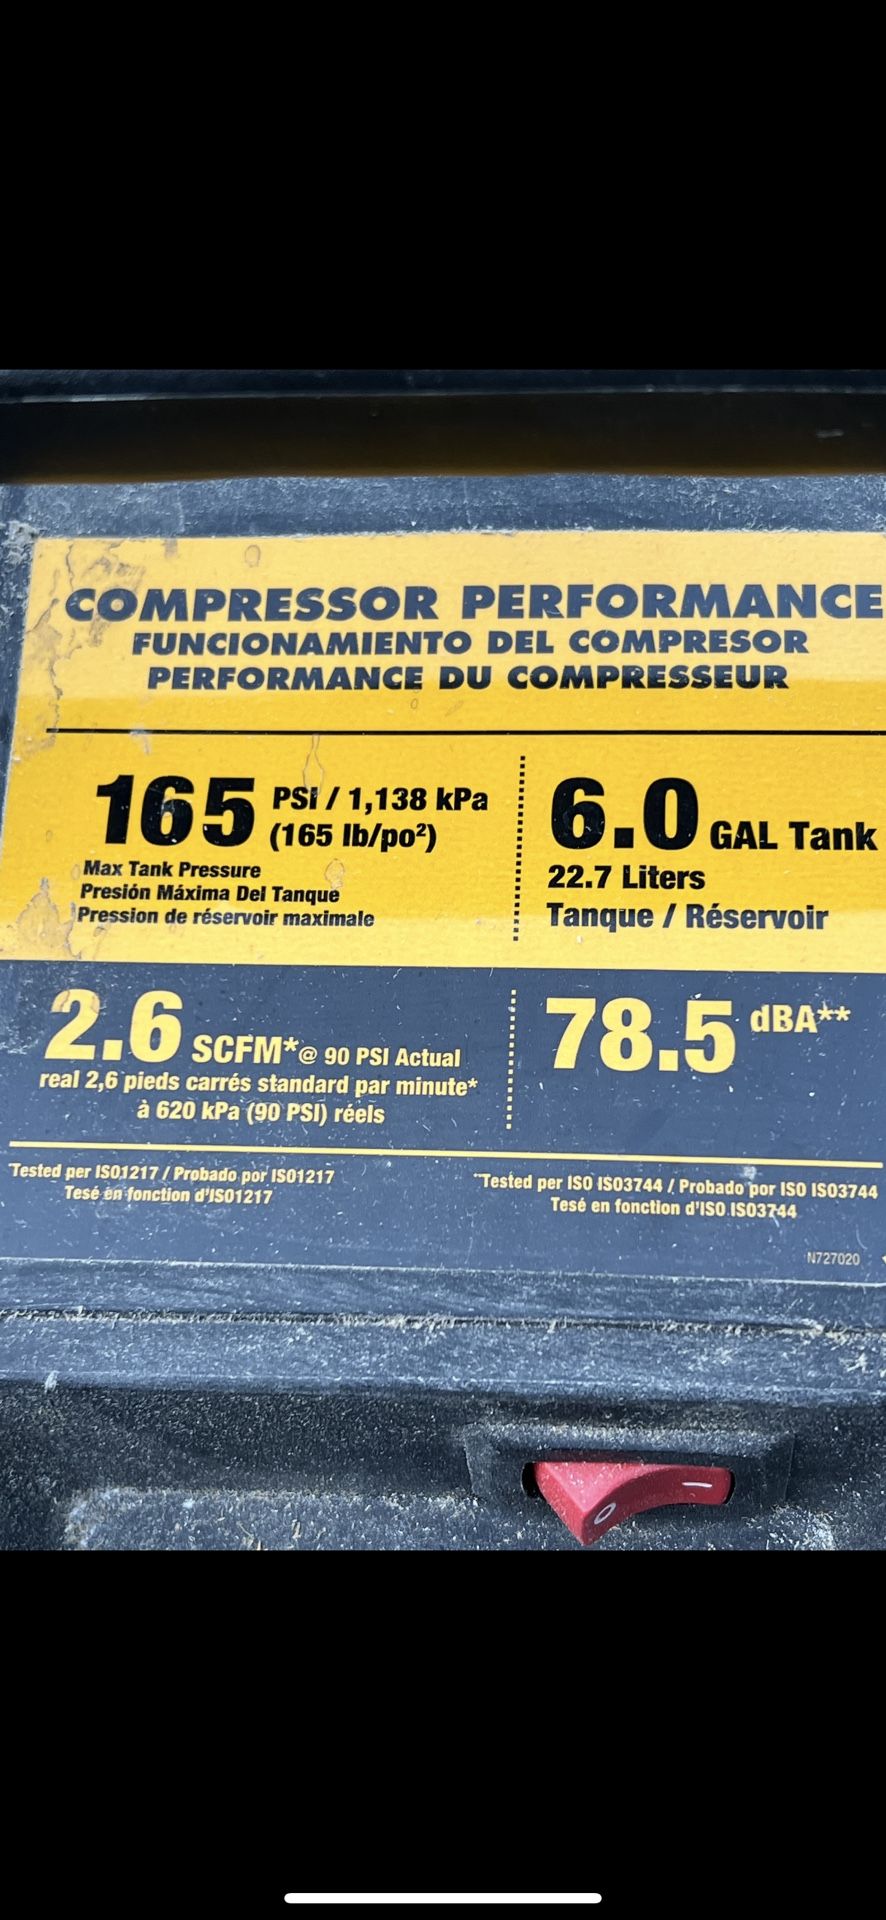 COMPRESSOR PERFORMANCE
FUNCIONAMIENTO DEL COMPRESOR
PERFORMANCE DU COMPRESSEUR
165 PSI / 1,138 kPa
(165 lb/po²)
Max Tank Pressure
Presión Máxima Del Tanque
Pression de réservoir maximale
6.0 GAL Tank
22.7 Liters
Tanque / Réservoir
2.6 SCFM*@ 90 PSI Actual
real 2,6 pieds carrés standard par minute*
à 620 kPa (90 PSI) réels
78.5 dBA**
*Tested per ISO1217 / Probado por ISO1217
Tesé en fonction d'ISO1217
**Tested per ISO ISO3744 / Probado por ISO ISO3744
Tesé en fonction d'ISO ISO3744
N727020
O